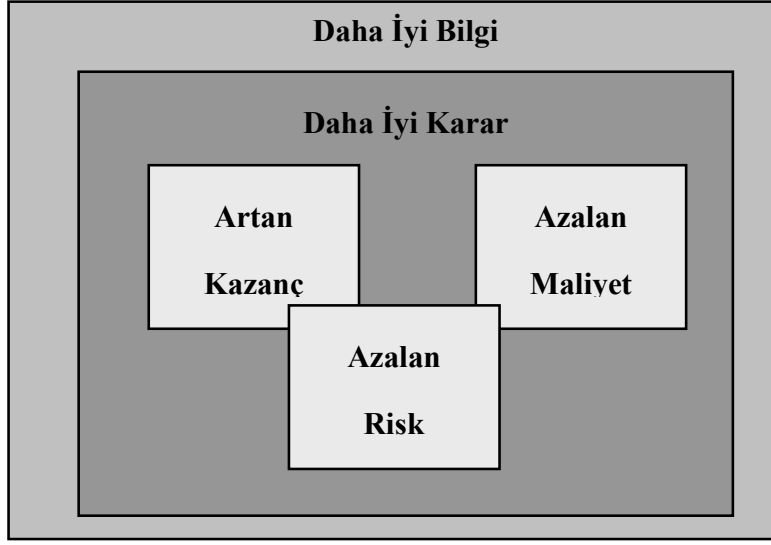 Daha İyi Bilgi
Daha İyi Karar
Artan
Kazanç
Azalan
Maliyet
Azalan
Risk